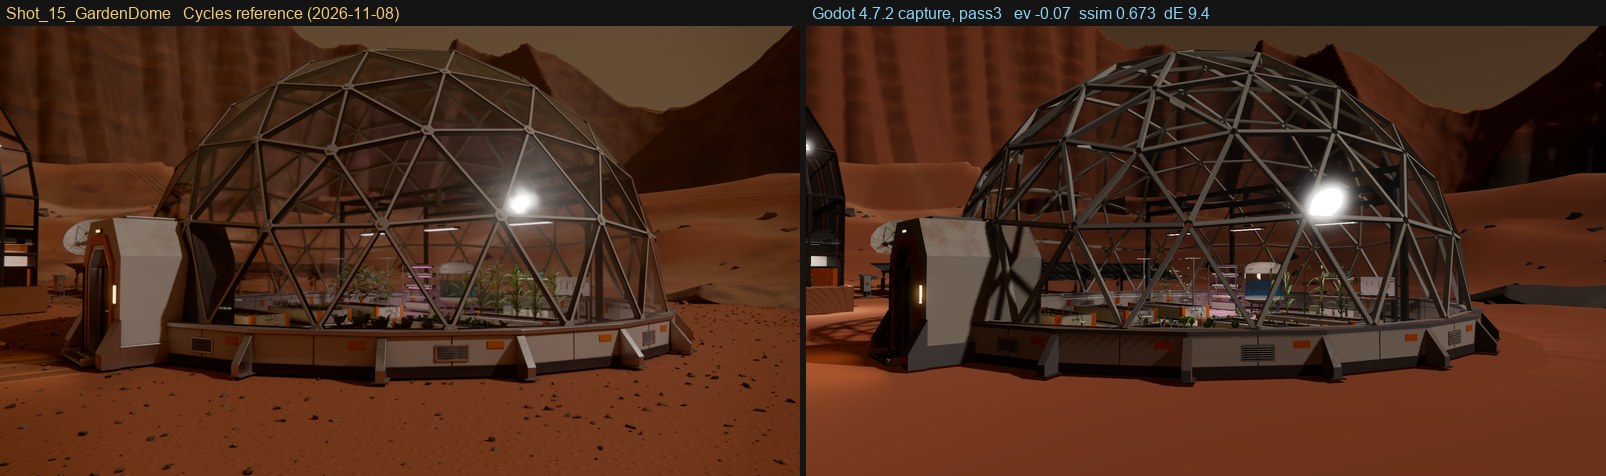 Shot_15_GardenDome   Cycles reference (2026-11-08)
Godot 4.7.2 capture, pass3   ev -0.07  ssim 0.673  dE 9.4